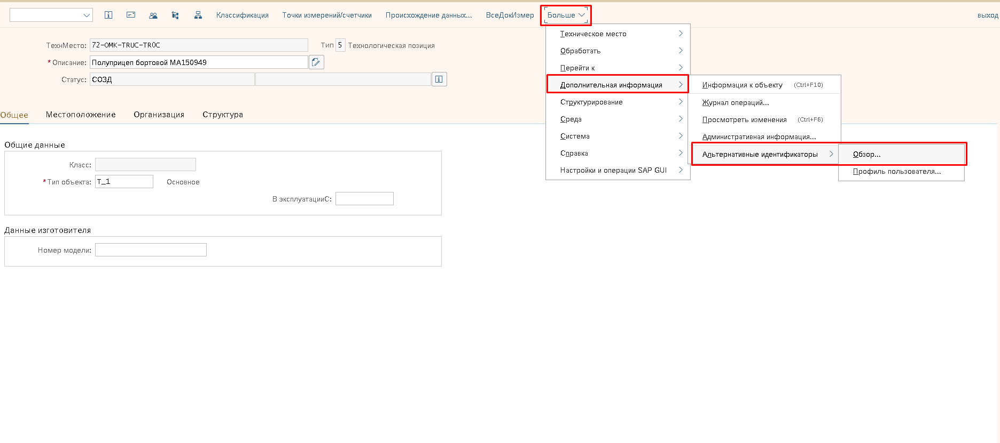 Классификация Точки измерений/счетчики Происхождение данных... ВсеДокИзмер Больше выход
ТехнМесто: 72-OMK-TRUC-TR0C Тип 5 Технологическая позиция
* Описание: Полуприцеп бортовой МА150949
Статус: СОЗД
Общее Местоположение Организация Структура
Общие данные
Класс:
* Тип объекта: T_1 Основное
В эксплуатацииС:
Данные изготовителя
Номер модели:
Техническое место
Обработать
Перейти к
Дополнительная информация
Структурирование
Среда
Система
Справка
Настройки и операции SAP GUI
Информация к объекту (Ctrl+F10)
Журнал операций...
Просмотреть изменения (Ctrl+F6)
Административная информация...
Альтернативные идентификаторы
Обзор...
Профиль пользователя...